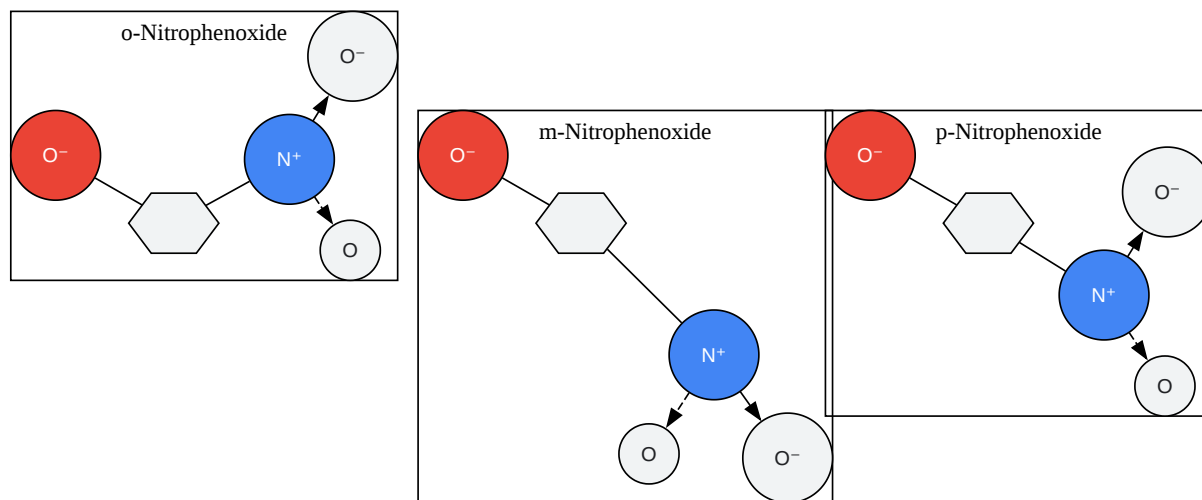 o-Nitrophenoxide
O⁻
O⁻
N⁺
O
m-Nitrophenoxide
O⁻
N⁺
O
O⁻
p-Nitrophenoxide
O⁻
O⁻
N⁺
O